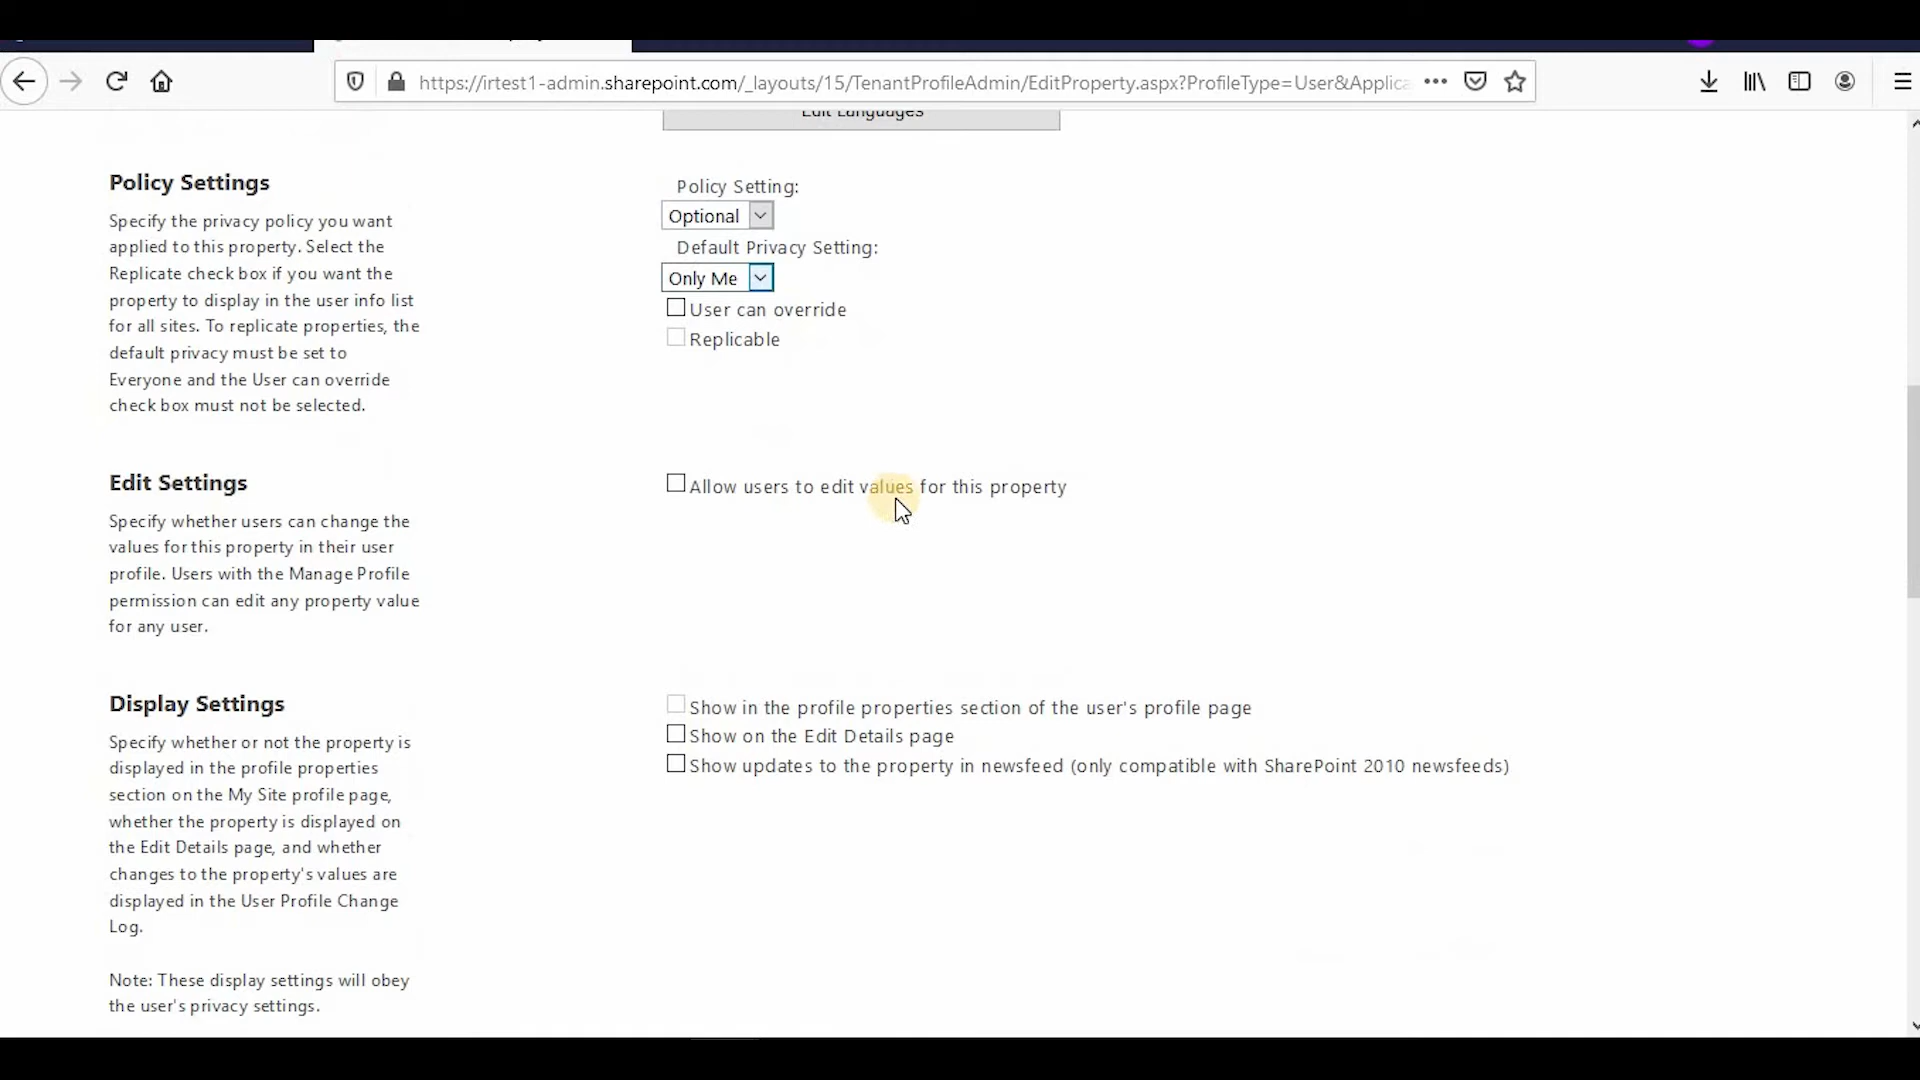 https://irtest1-admin.sharepoint.com/_layouts/15/TenantProfileAdmin/EditProperty.aspx?ProfileType=User&Applica
Edit Languages
Policy Settings
Specify the privacy policy you want
applied to this property. Select the
Replicate check box if you want the
property to display in the user info list
for all sites. To replicate properties, the
default privacy must be set to
Everyone and the User can override
check box must not be selected.
Policy Setting:
Optional
Default Privacy Setting:
Only Me
User can override
Replicable
Edit Settings
Specify whether users can change the
values for this property in their user
profile. Users with the Manage Profile
permission can edit any property value
for any user.
Allow users to edit values for this property
Display Settings
Specify whether or not the property is
displayed in the profile properties
section on the My Site profile page,
whether the property is displayed on
the Edit Details page, and whether
changes to the property's values are
displayed in the User Profile Change
Log.
Note: These display settings will obey
the user's privacy settings.
Show in the profile properties section of the user's profile page
Show on the Edit Details page
Show updates to the property in newsfeed (only compatible with SharePoint 2010 newsfeeds)